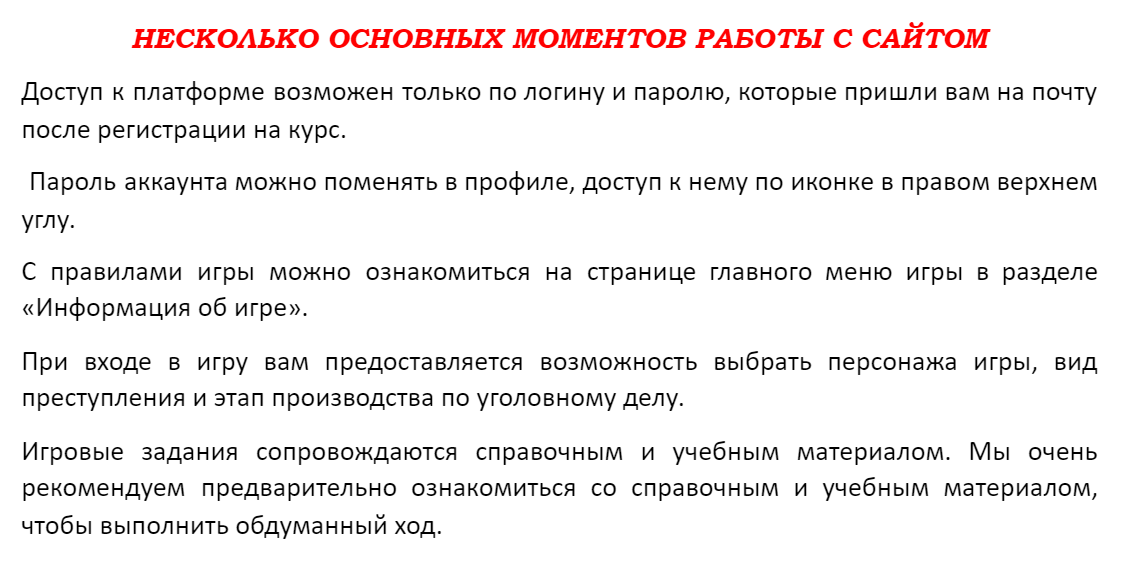 НЕСКОЛЬКО ОСНОВНЫХ МОМЕНТОВ РАБОТЫ С САЙТОМ
Доступ к платформе возможен только по логину и паролю, которые пришли вам на почту
после регистрации на курс.
Пароль аккаунта можно поменять в профиле, доступ к нему по иконке в правом верхнем
углу.
С правилами игры можно ознакомиться на странице главного меню игры в разделе
«Информация об игре».
При входе в игру вам предоставляется возможность выбрать персонажа игры, вид
преступления и этап производства по уголовному делу.
Игровые задания сопровождаются справочным и учебным материалом. Мы очень
рекомендуем предварительно ознакомиться со справочным и учебным материалом,
чтобы выполнить обдуманный ход.